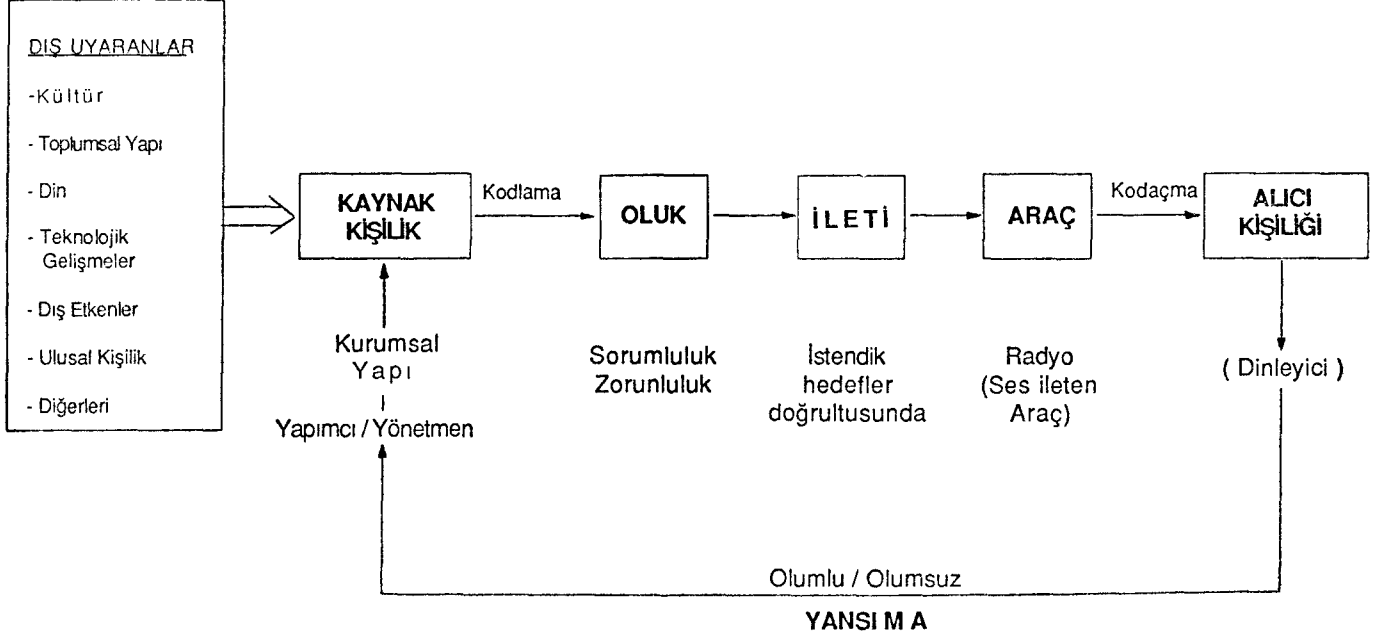 DIŞ UYARANLAR
-Kültür
- Toplumsal Yapı
- Din
- Teknolojik
Gelişmeler
- Dış Etkenler
- Ulusal Kişilik
- Diğerleri
KAYNAK
KİŞİLİK
Kodlama
OLUK
İLETİ
ARAÇ
Kodaçma
ALICI
KİŞİLİĞİ
Kurumsal
Yapı
Yapımcı / Yönetmen
Sorumluluk
Zorunluluk
İstendik
hedefler
doğrultusunda
Radyo
(Ses ileten
Araç)
( Dinleyici )
Olumlu / Olumsuz
YANSIMA